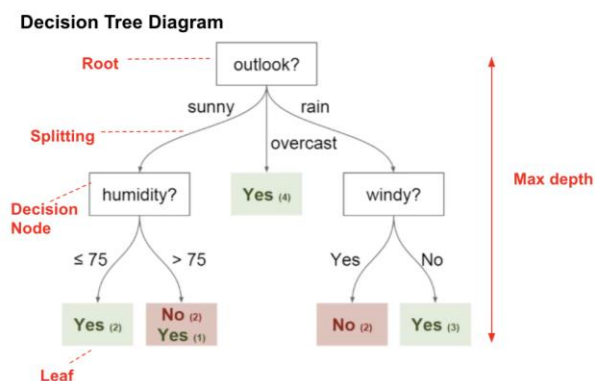 Decision Tree Diagram
Root
outlook?
sunny
rain
Splitting
overcast
Max depth
Decision
Node
humidity?
Yes (4)
windy?
≤ 75
> 75
Yes
No
Yes (2)
No (2)
Yes (1)
No (2)
Yes (3)
Leaf